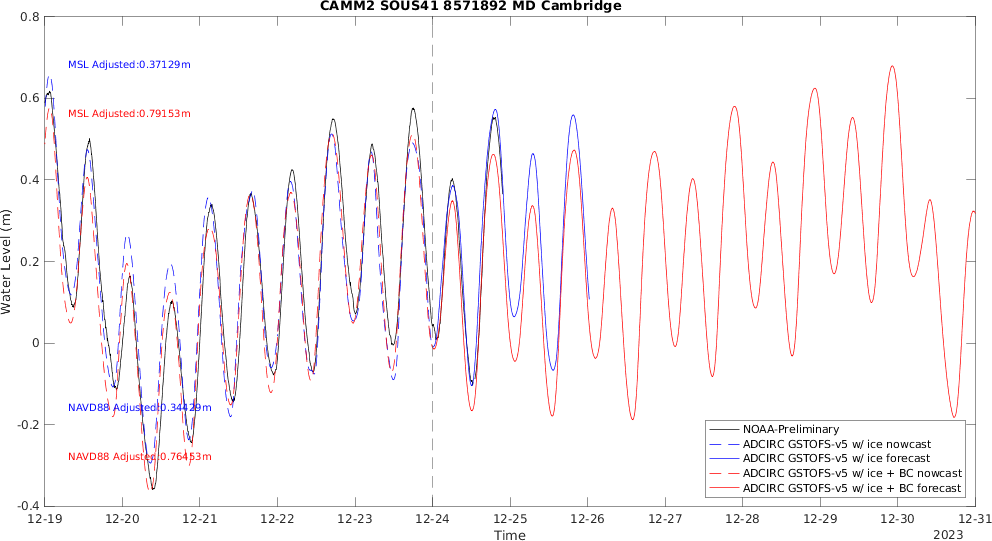 CAMM2 SOUS41 8571892 MD Cambridge
0.8
MSL Adjusted:0.37129m
0.6
MSL Adjusted:0.79153m
0.4
Water Level (m)
0.2
0
NAVD88 Adjusted:0.34429m
-0.2
NOAA-Preliminary
ADCIRC GSTOFS-v5 w/ ice nowcast
NAVD88 Adjusted:0.76453m
ADCIRC GSTOFS-v5 w/ ice forecast
ADCIRC GSTOFS-v5 w/ ice + BC nowcast
ADCIRC GSTOFS-v5 w/ ice + BC forecast
-0.4
12-19 12-20 12-21 12-22 12-23 12-24 12-25 12-26 12-27 12-28 12-29 12-30 12-31
Time
2023